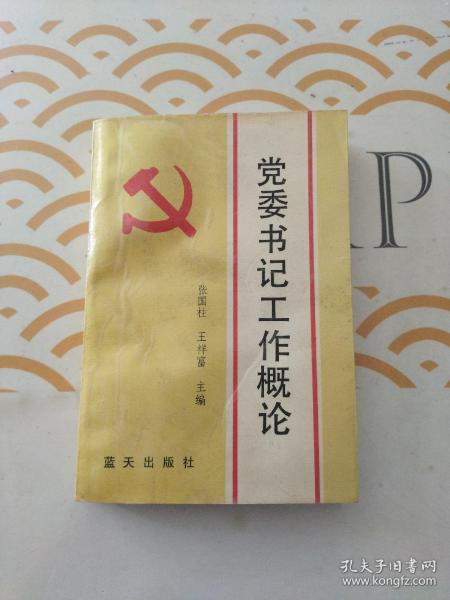 党委书记工作概论
张国柱 王祥富 主编
蓝天出版社
RP
孔夫子旧书网
www.kongfz.com